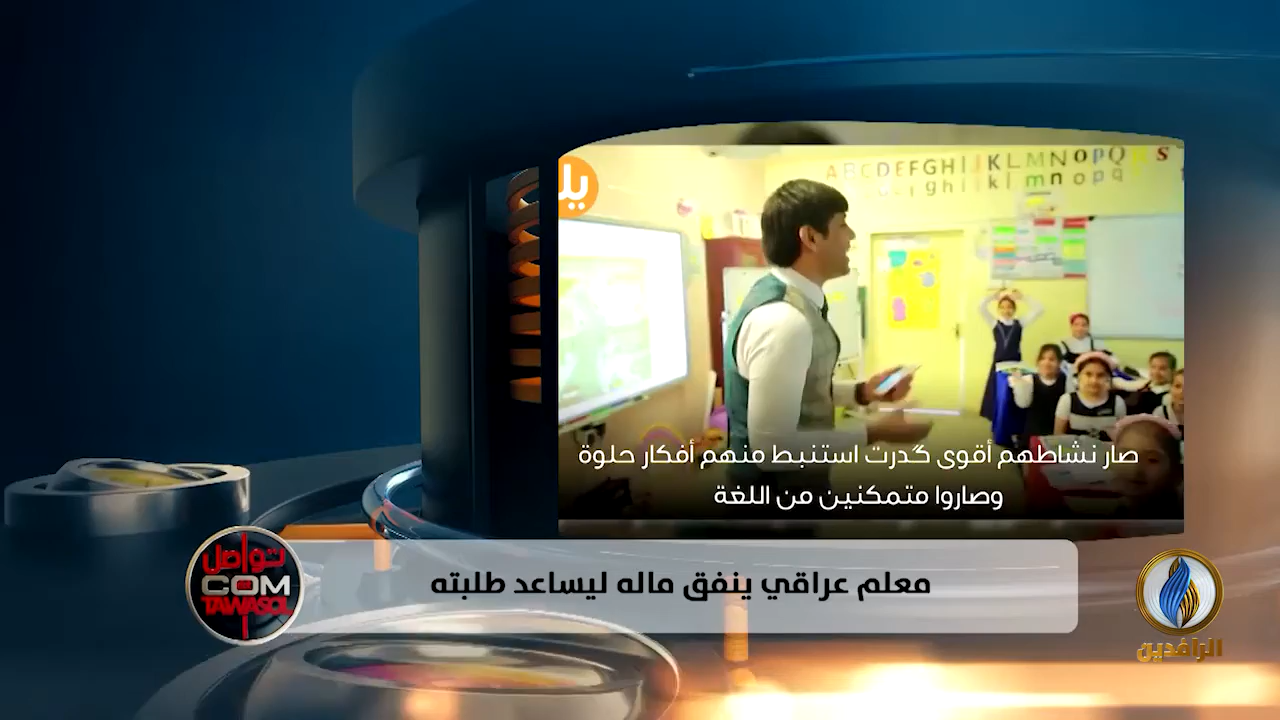 يلا
ABCDEFGHIJKLMNOPQ S
ghijklmnopq
صار نشاطهم أقوى گدرت استنبط منهم أفكار حلوة
وصاروا متمكنين من اللغة
معلم عراقي ينفق ماله ليساعد طلبته
تواصل
COM
TAWASOL
الرافدين